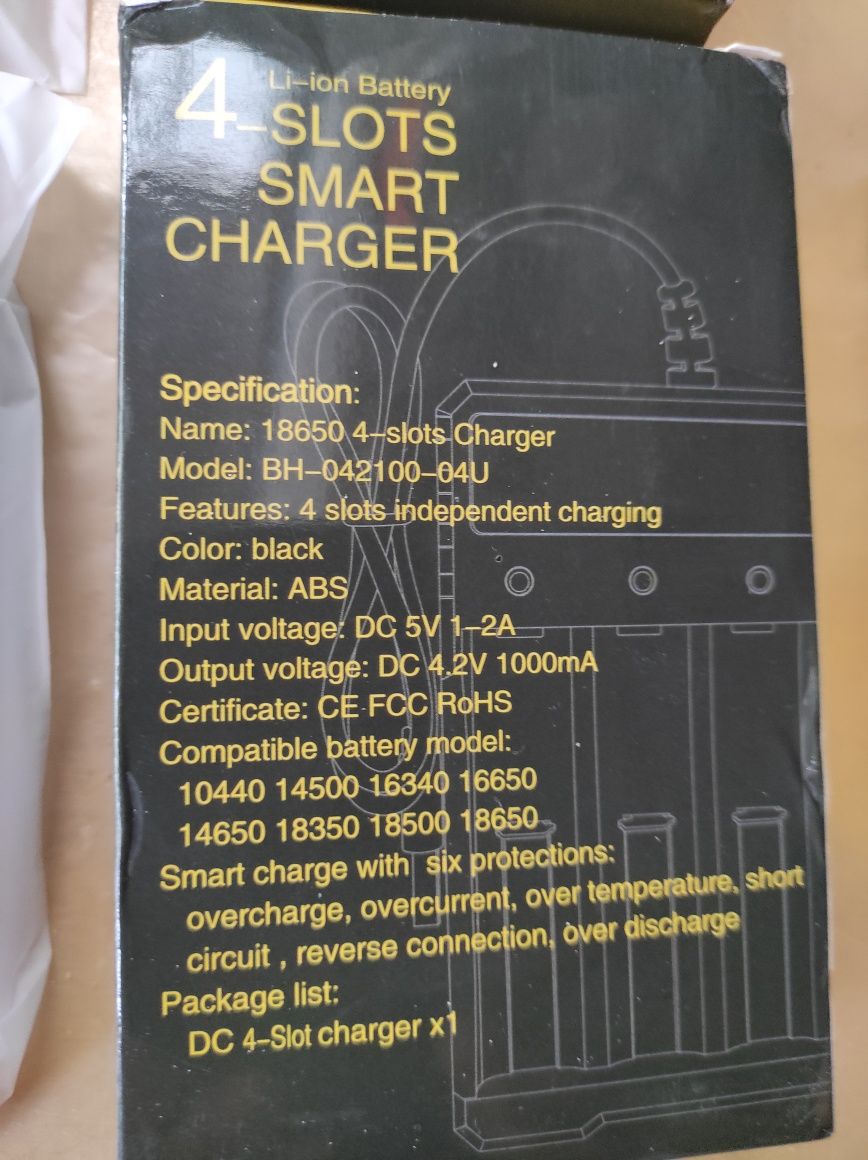 Li-ion Battery
4-SLOTS
SMART
CHARGER
Specification:
Name: 18650 4-slots Charger
Model: BH-042100-04U
Features: 4 slots independent charging
Color: black
Material: ABS
Input voltage: DC 5V 1-2A
Output voltage: DC 4.2V 1000mA
Certificate: CE FCC RoHS
Compatible battery model:
10440 14500 16340 16650
14650 18350 18500 18650
Smart charge with six protections:
overcharge, overcurrent, over temperature, short
circuit , reverse connection, over discharge
Package list:
DC 4-Slot charger x1